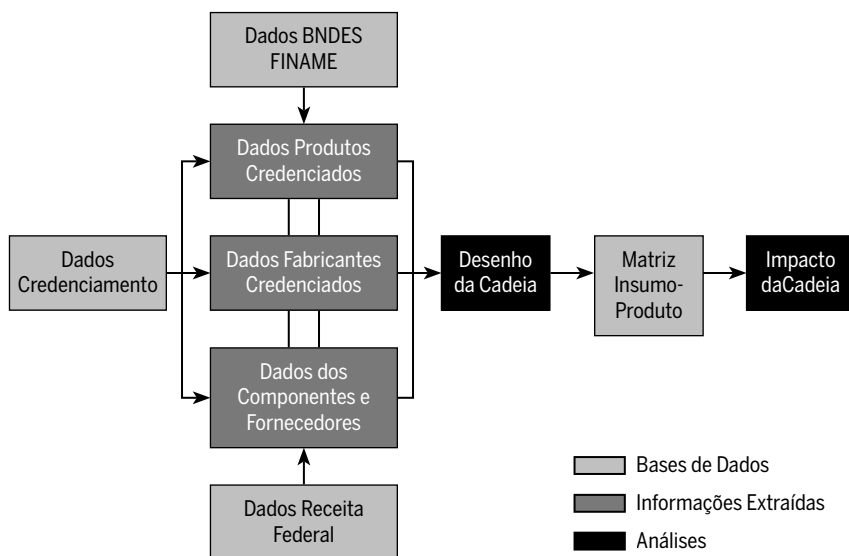 Dados BNDES
FINAME
Dados Produtos
Credenciados
Dados
Credenciamento
Dados Fabricantes
Credenciados
Desenho
da Cadeia
Matriz
Insumo-
Produto
Impacto
daCadeia
Dados dos
Componentes e
Fornecedores
Dados Receita
Federal
Bases de Dados
Informações Extraídas
Análises